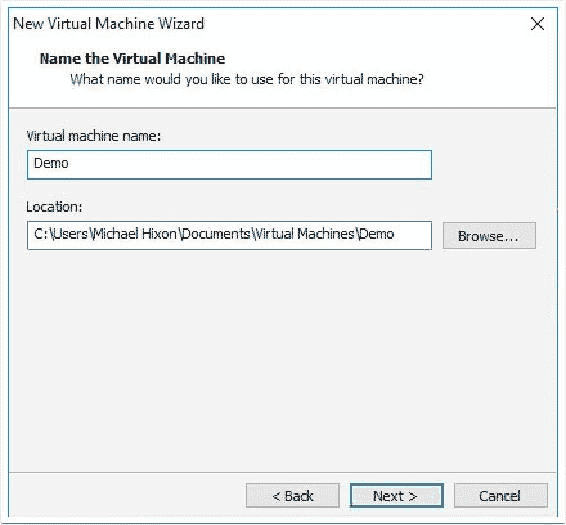 New Virtual Machine Wizard
Name the Virtual Machine
What name would you like to use for this virtual machine?
Virtual machine name:
Demo
Location:
C:\Users\Michael Hixon\Documents\Virtual Machines\Demo
Browse...
< Back
Next >
Cancel